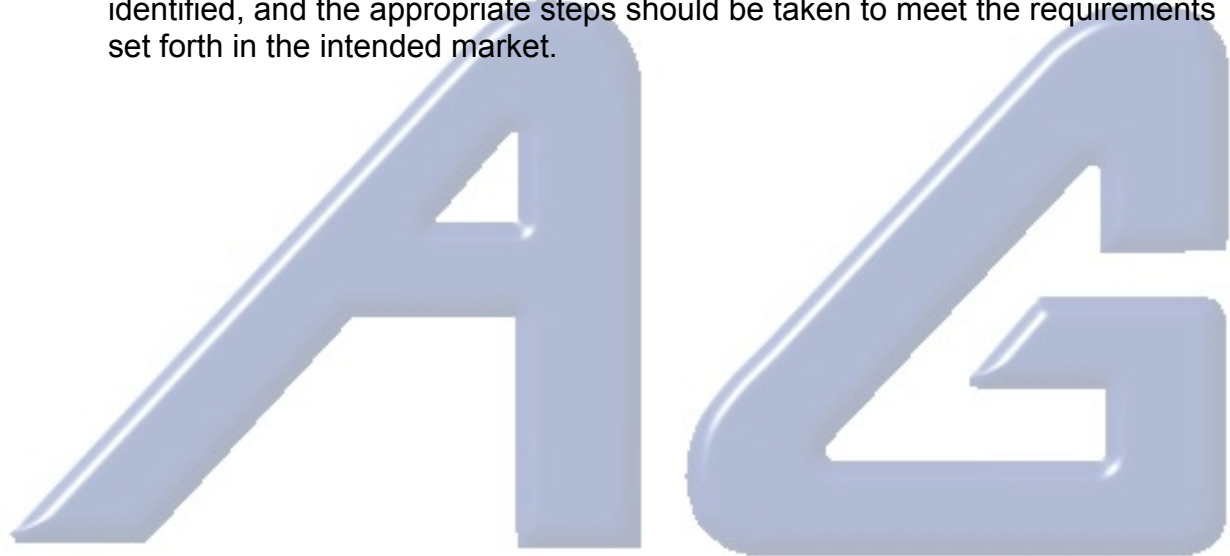 identified, and the appropriate steps should be taken to meet the requirements
set forth in the intended market.
AG